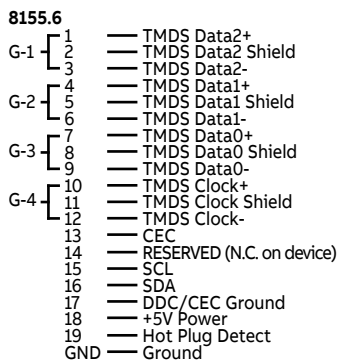 8155.6
1 TMDS Data2+
G-1 2 TMDS Data2 Shield
3 TMDS Data2-
4 TMDS Data1+
G-2 5 TMDS Data1 Shield
6 TMDS Data1-
7 TMDS Data0+
G-3 8 TMDS Data0 Shield
9 TMDS Data0-
10 TMDS Clock+
G-4 11 TMDS Clock Shield
12 TMDS Clock-
13 CEC
14 RESERVED (N.C. on device)
15 SCL
16 SDA
17 DDC/CEC Ground
18 +5V Power
19 Hot Plug Detect
GND Ground